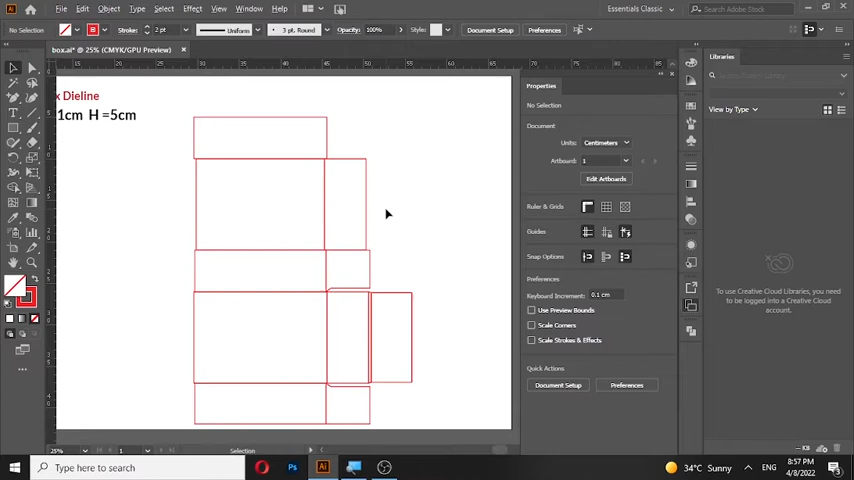 File Edit Object Type Select Effect View Window Help
Essentials Classic
Search Adobe Stock
No Selection
Stroke:
2 pt
Uniform
3 pt. Round
Opacity:
100%
Style:
Document Setup
Preferences
box.ai* @ 25% (CMYK/GPU Preview)
x Dieline
1cm H =5cm
Properties
No Selection
Document
Units:
Centimeters
Artboard:
1
Edit Artboards
Ruler & Grids
Guides
Snap Options
Preferences
Keyboard Increment:
0.1 cm
Use Preview Bounds
Scale Corners
Scale Strokes & Effects
Quick Actions
Document Setup
Preferences
Libraries
View by Type
To use Creative Cloud Libraries, you
need to be logged into a Creative Cloud
account.
-- KB
25%
1
Selection
Type here to search
34°C Sunny
ENG
8:57 PM
4/8/2022